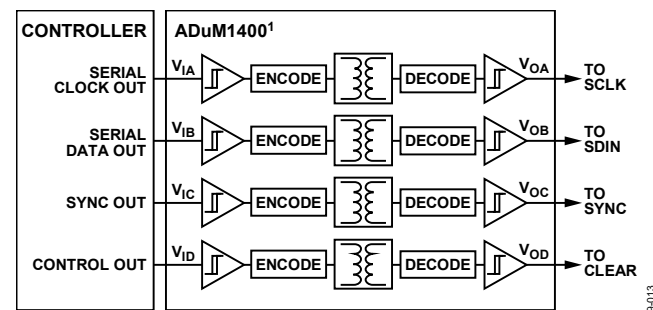 CONTROLLER
ADuM1400¹
SERIAL
CLOCK OUT
V_IA
ENCODE
DECODE
V_OA
TO
SCLK
SERIAL
DATA OUT
V_IB
ENCODE
DECODE
V_OB
TO
SDIN
SYNC OUT
V_IC
ENCODE
DECODE
V_OC
TO
SYNC
CONTROL OUT
V_ID
ENCODE
DECODE
V_OD
TO
CLEAR